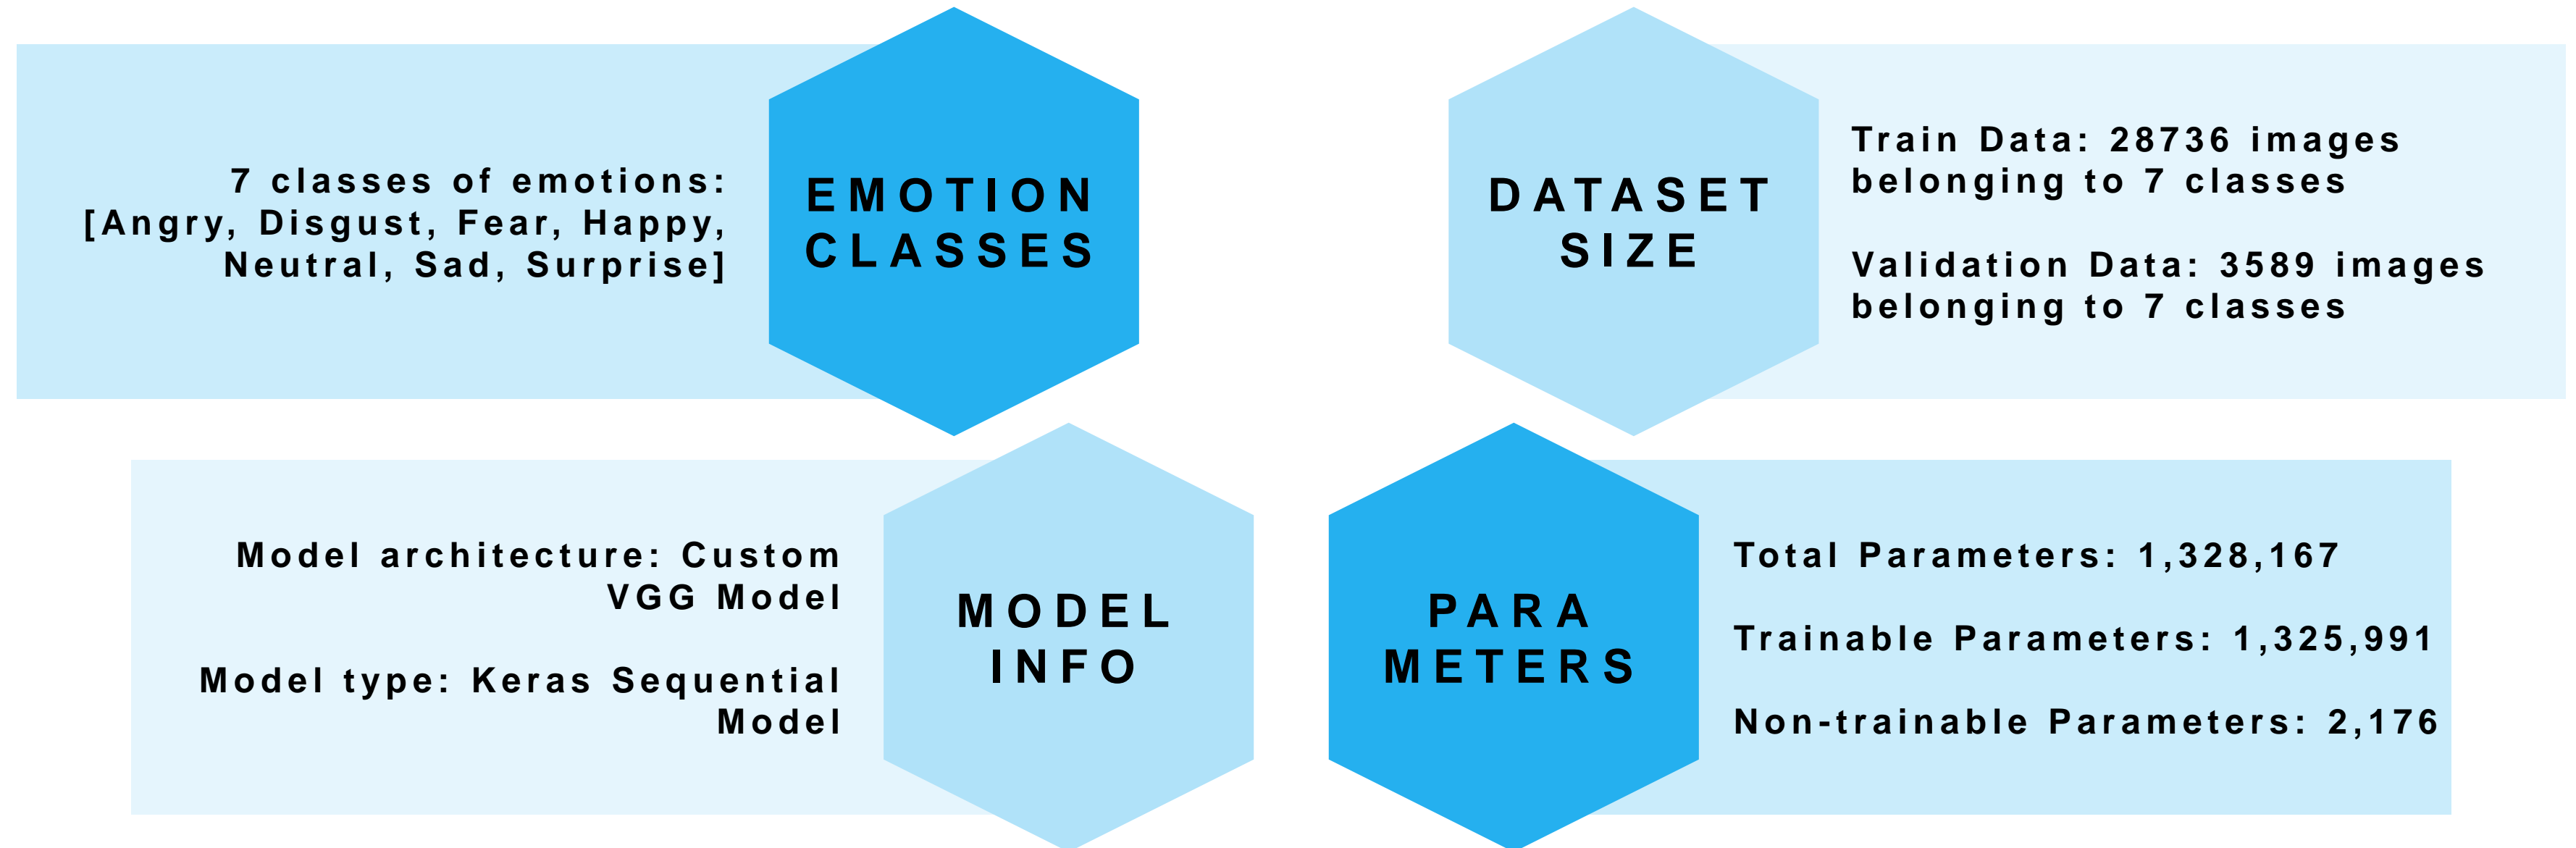 7 classes of emotions:
[Angry, Disgust, Fear, Happy,
Neutral, Sad, Surprise]
EMOTION
CLASSES
DATASET
SIZE
Train Data: 28736 images
belonging to 7 classes
Validation Data: 3589 images
belonging to 7 classes
Model architecture: Custom
VGG Model
Model type: Keras Sequential
Model
MODEL
INFO
PARA
METERS
Total Parameters: 1,328,167
Trainable Parameters: 1,325,991
Non-trainable Parameters: 2,176